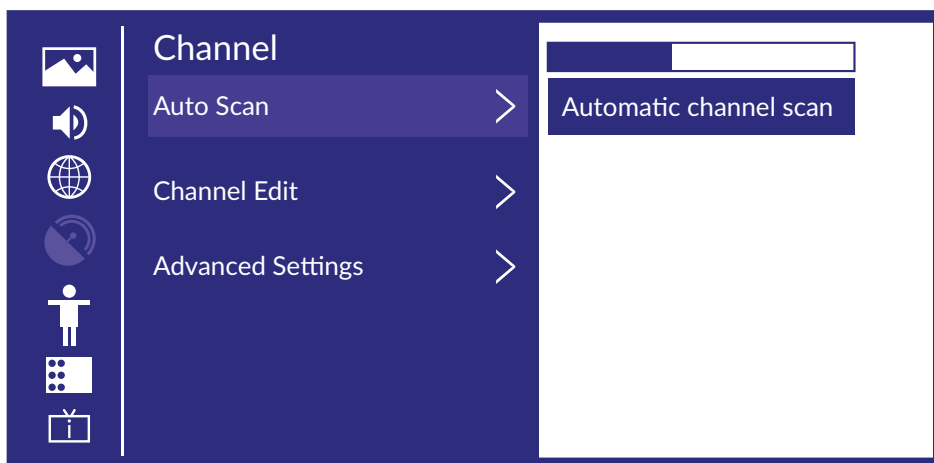 Channel
Auto Scan
Automatic channel scan
Channel Edit
Advanced Settings
i